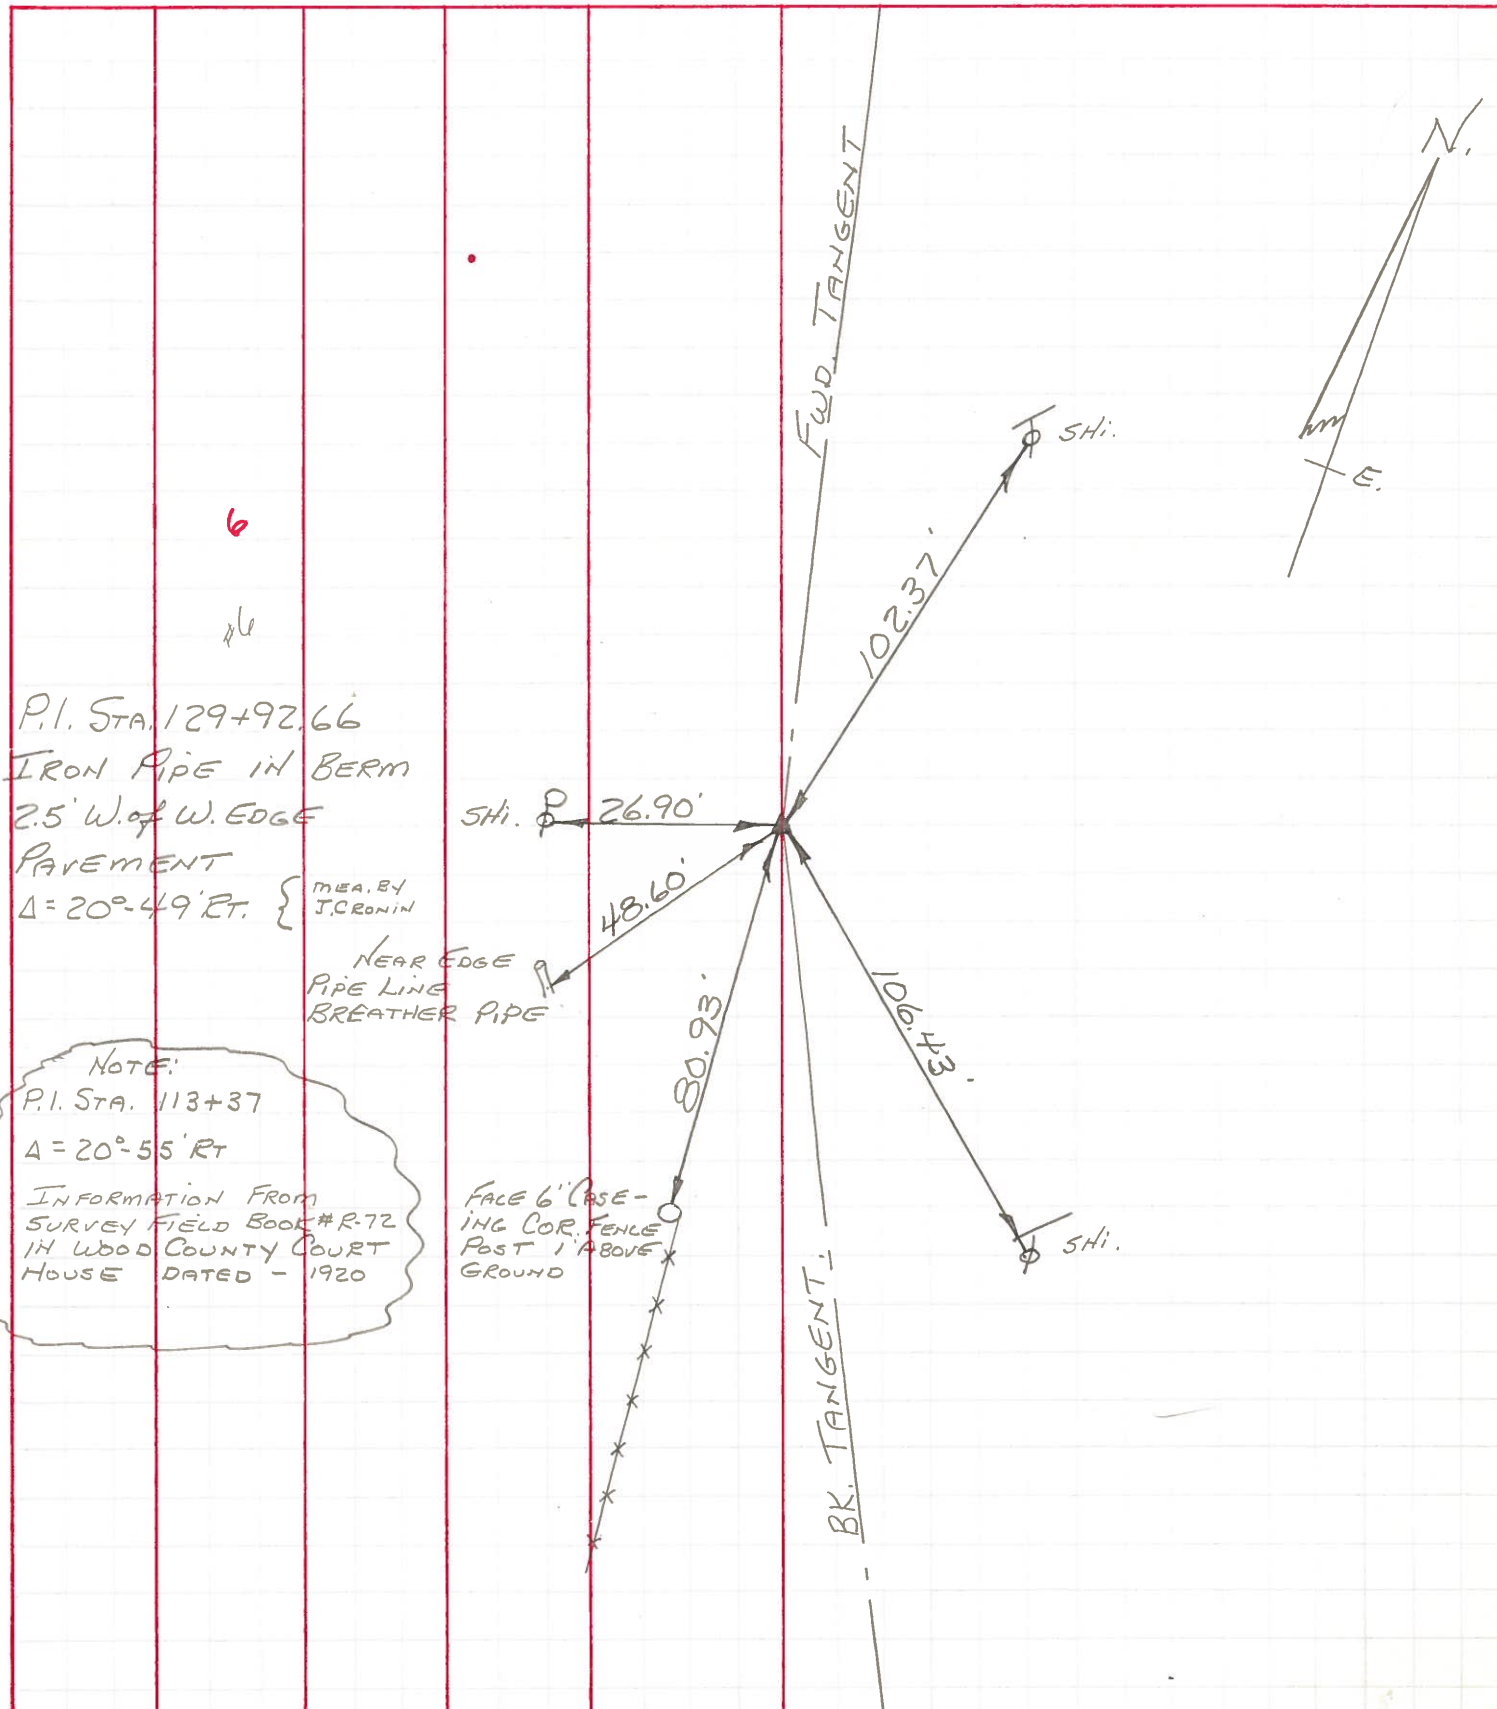 N.
FWD. TANGENT
SHi.
E.
102.37'
6
#6
P.I. STA. 129+92.66
IRON PiPE iN BERM
2.5' W. of W. EDGE
PAVEMENT
Δ = 20°-49' RT. { MEA. BY
J. CRONiN
SHi.
26.90'
48.60'
NEAR EDGE
PiPE LiNE
BREATHER PiPE
80.93'
106.43'
NOTE:
P.I. STA. 113+37
Δ = 20°-55' RT
INFORMATION FROM
SURVEY FiELD BOOK # R-72
iN WOOD COUNTY COURT
HOUSE DATED - 1920
FACE 6" CASE-
iNG COR. FENCE
POST 1' ABOVE
GROUND
SHi.
BK. TANGENT.